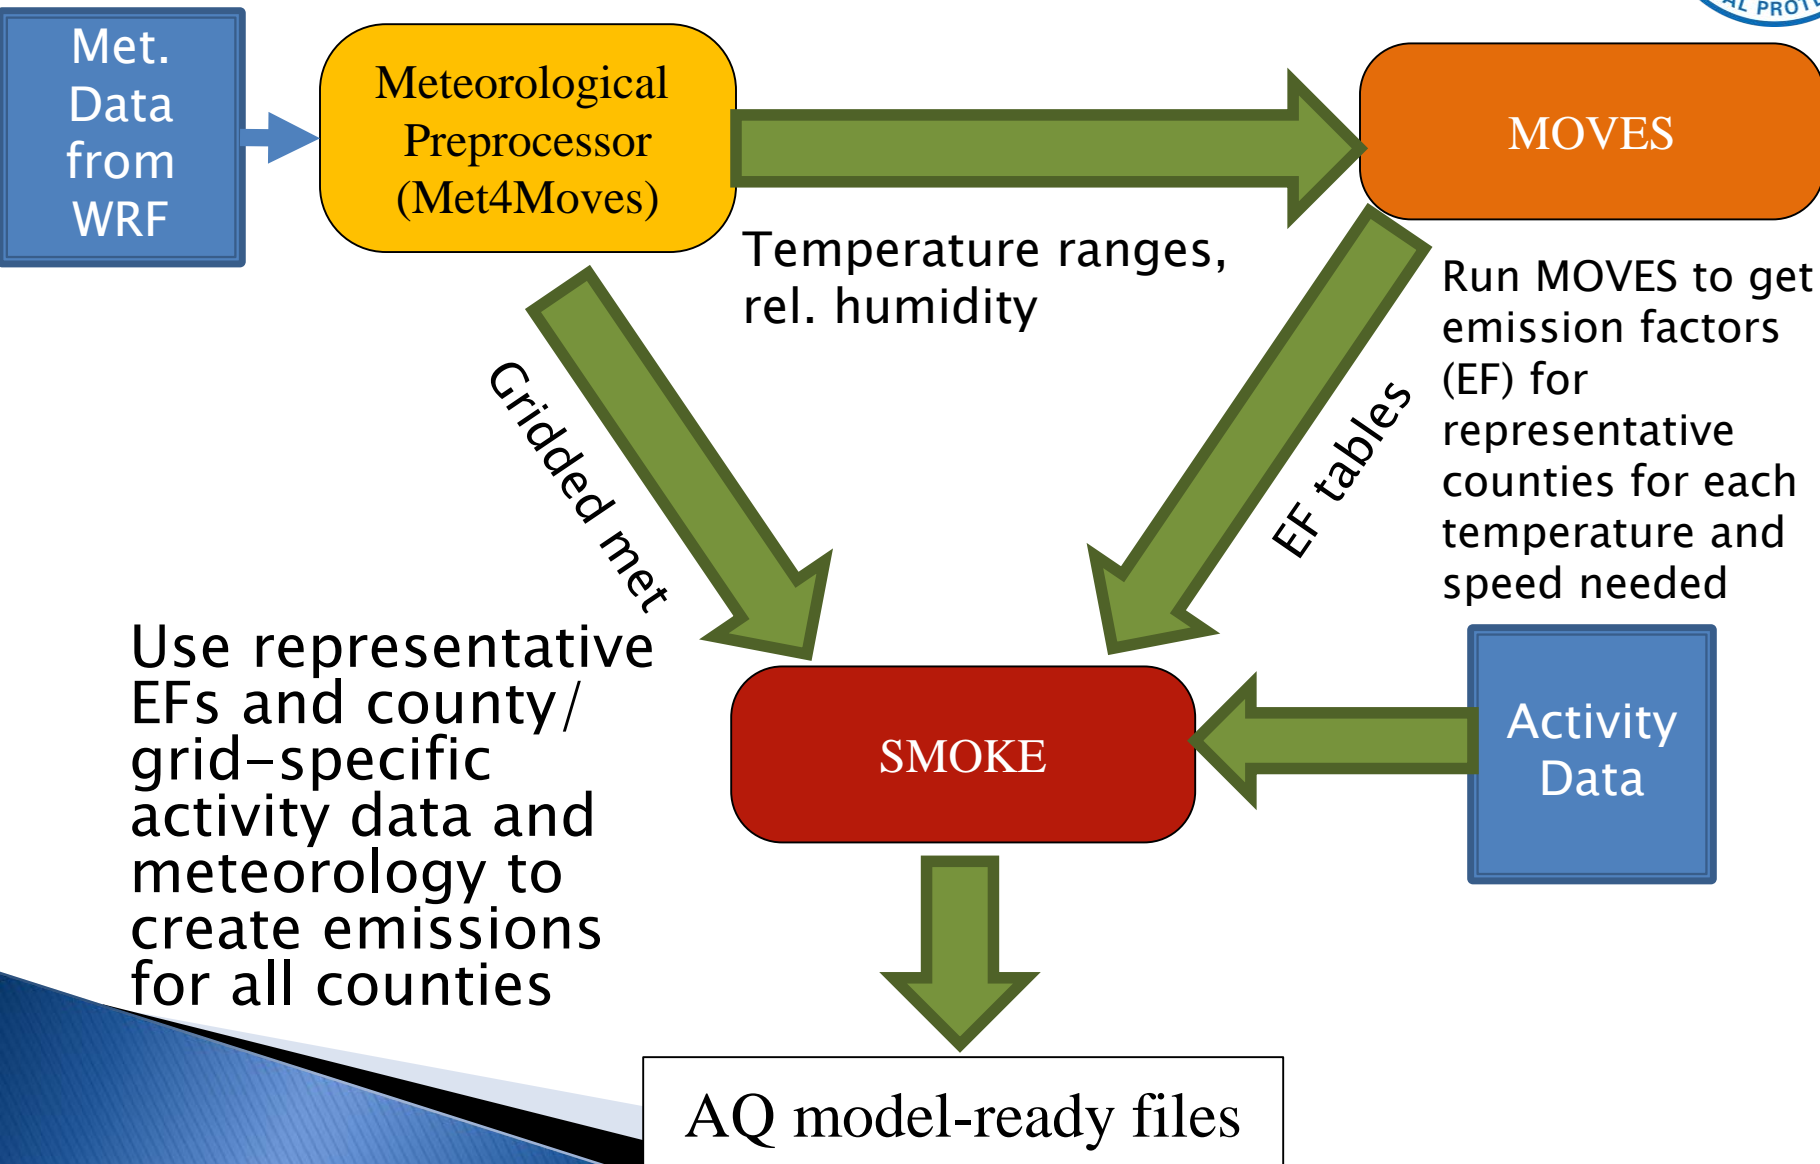 AL PROTE
Met.
Data
from
WRF
Meteorological
Preprocessor
(Met4Moves)
MOVES
Temperature ranges,
rel. humidity
Run MOVES to get
emission factors
(EF) for
representative
counties for each
temperature and
speed needed
Gridded met
EF tables
Use representative
EFs and county/
grid-specific
activity data and
meteorology to
create emissions
for all counties
SMOKE
Activity
Data
AQ model-ready files